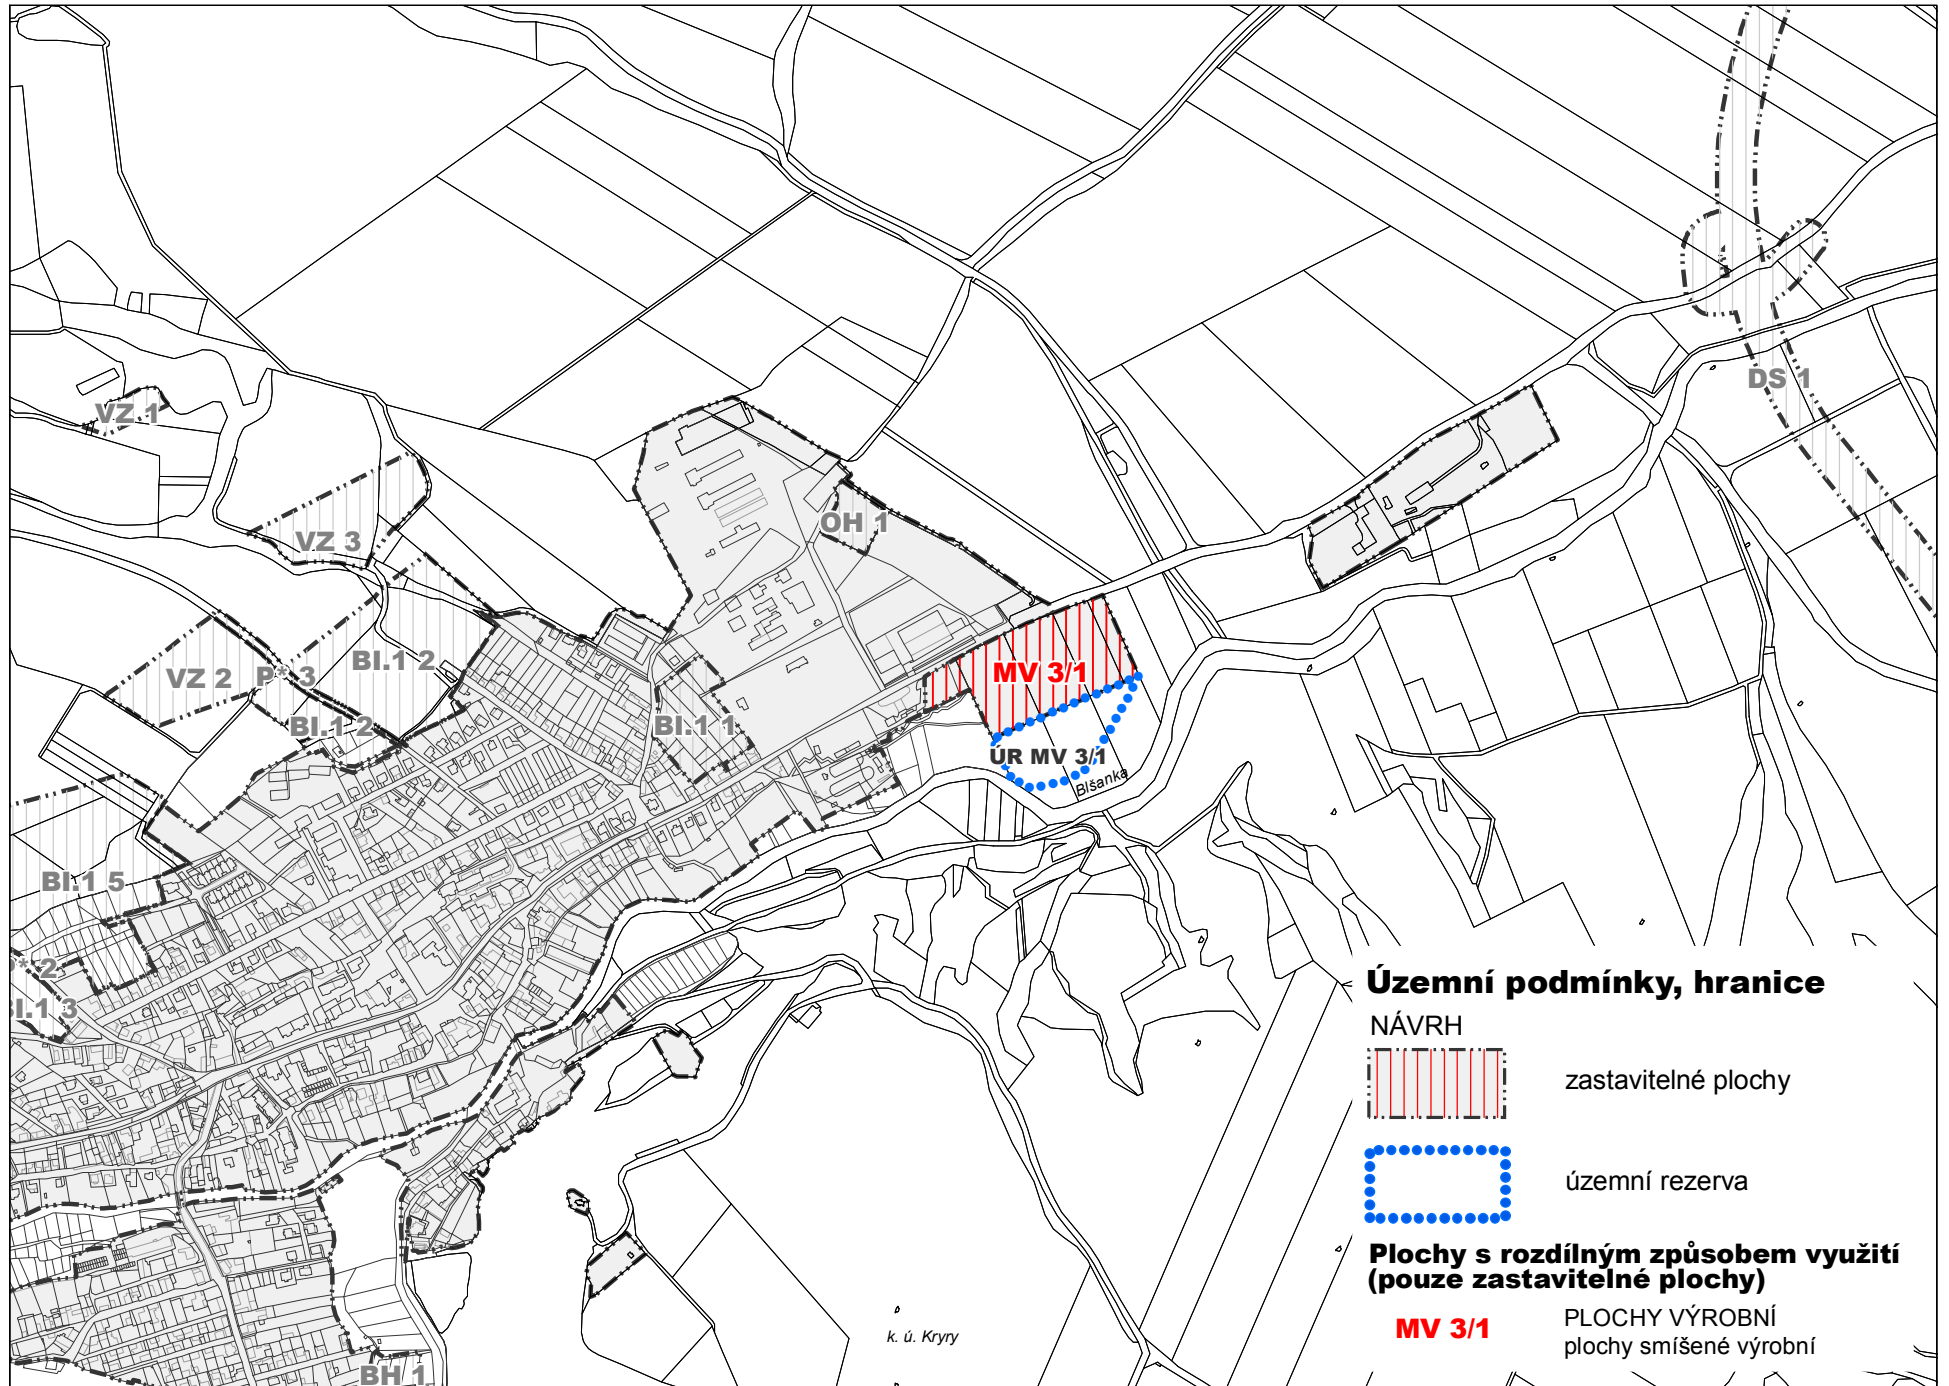 DS 1
VZ 1
OH 1
VZ 3
BI.1 2
VZ 2
P* 3
MV 3/1
BI.1 2
BI.1 1
ÚR MV 3/1
Blšanka
BI.1 5
P* 2
BI.1 3
Územní podmínky, hranice
NÁVRH
zastavitelné plochy
územní rezerva
Plochy s rozdílným způsobem využití
(pouze zastavitelné plochy)
MV 3/1
PLOCHY VÝROBNÍ
plochy smíšené výrobní
k. ú. Kryry
BH 1